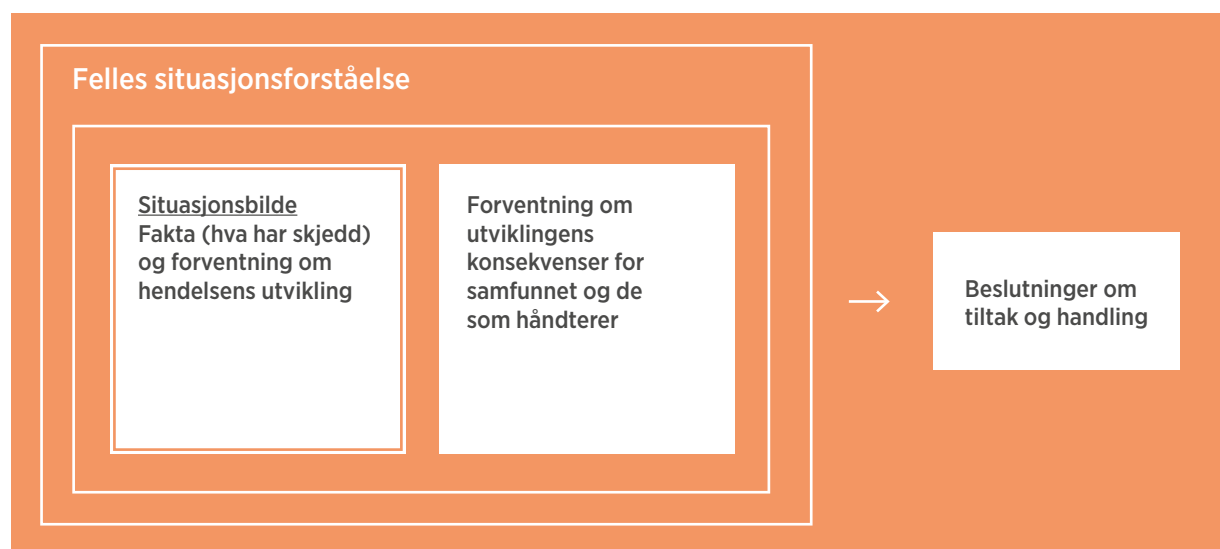 Felles situasjonsforståelse
Situasjonsbilde
Fakta (hva har skjedd)
og forventning om
hendelsens utvikling
Forventning om
utviklingens
konsekvenser for
samfunnet og de
som håndterer
Beslutninger om
tiltak og handling